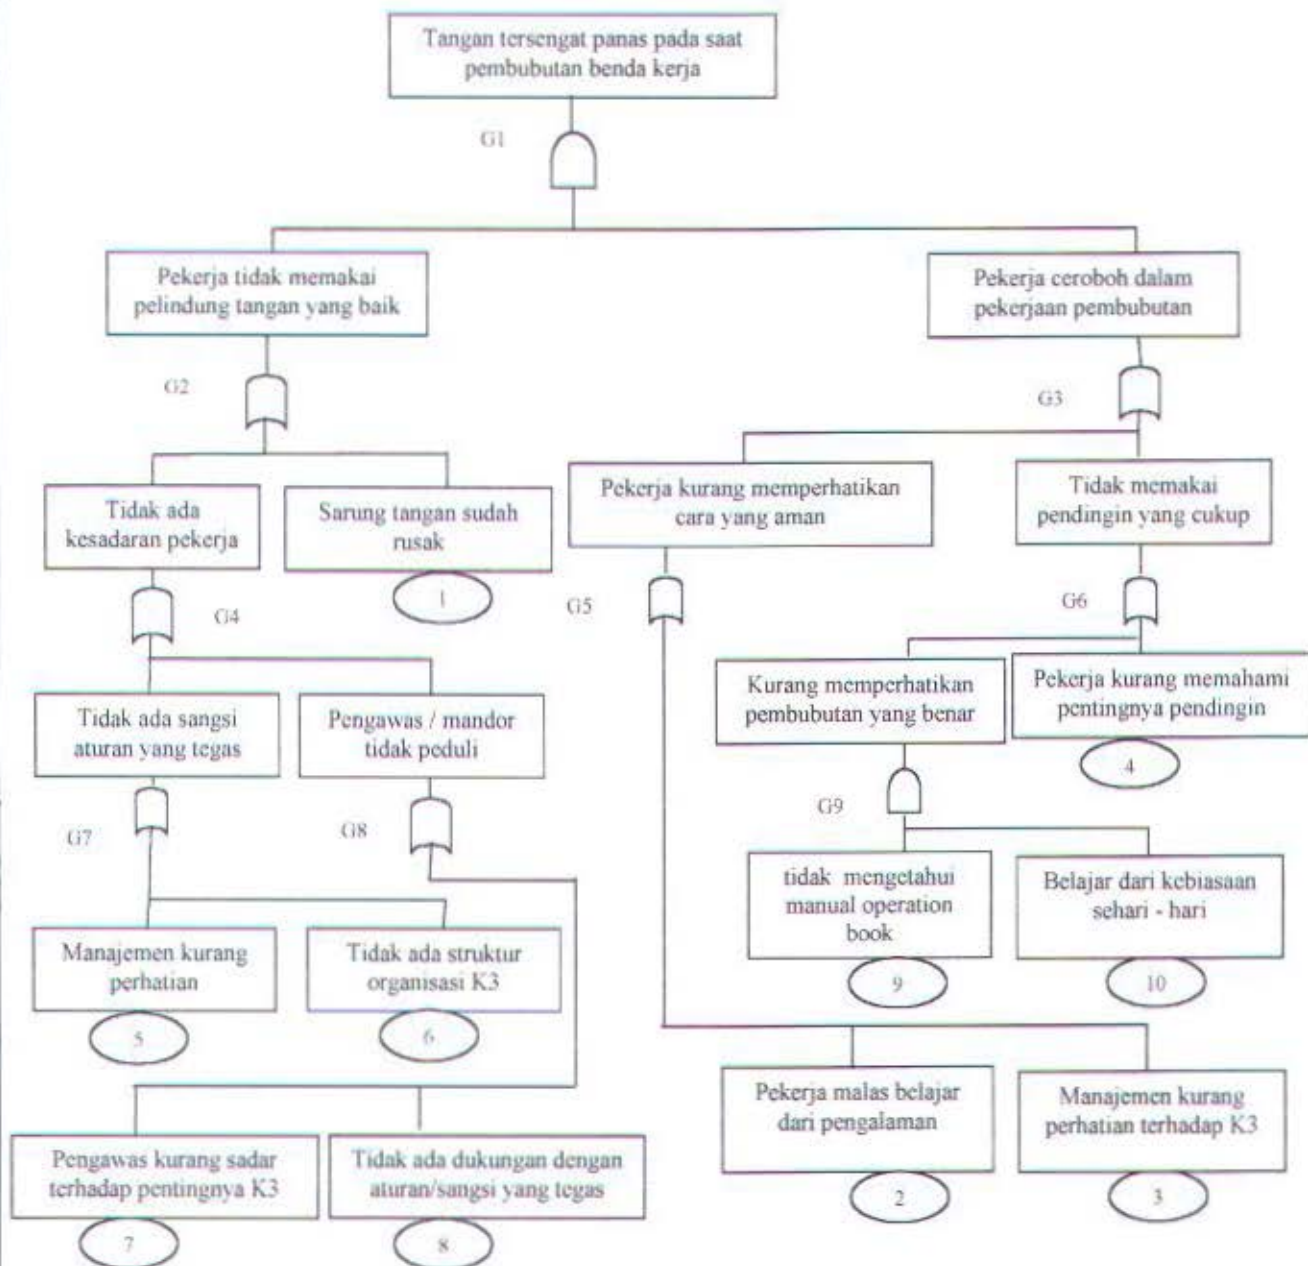 Tangan tersengat panas pada saat
pembubutan benda kerja
G1
Pekerja tidak memakai
pelindung tangan yang baik
Pekerja ceroboh dalam
pekerjaan pembubutan
G2
G3
Tidak ada
kesadaran pekerja
Sarung tangan sudah
rusak
1
Pekerja kurang memperhatikan
cara yang aman
Tidak memakai
pendingin yang cukup
G4
G5
G6
Tidak ada sangsi
aturan yang tegas
Pengawas / mandor
tidak peduli
Kurang memperhatikan
pembubutan yang benar
Pekerja kurang memahami
pentingnya pendingin
4
G7
G8
G9
tidak mengetahui
manual operation
book
9
Belajar dari kebiasaan
sehari - hari
10
Manajemen kurang
perhatian
5
Tidak ada struktur
organisasi K3
6
Pekerja malas belajar
dari pengalaman
2
Manajemen kurang
perhatian terhadap K3
3
Pengawas kurang sadar
terhadap pentingnya K3
7
Tidak ada dukungan dengan
aturan/sangsi yang tegas
8